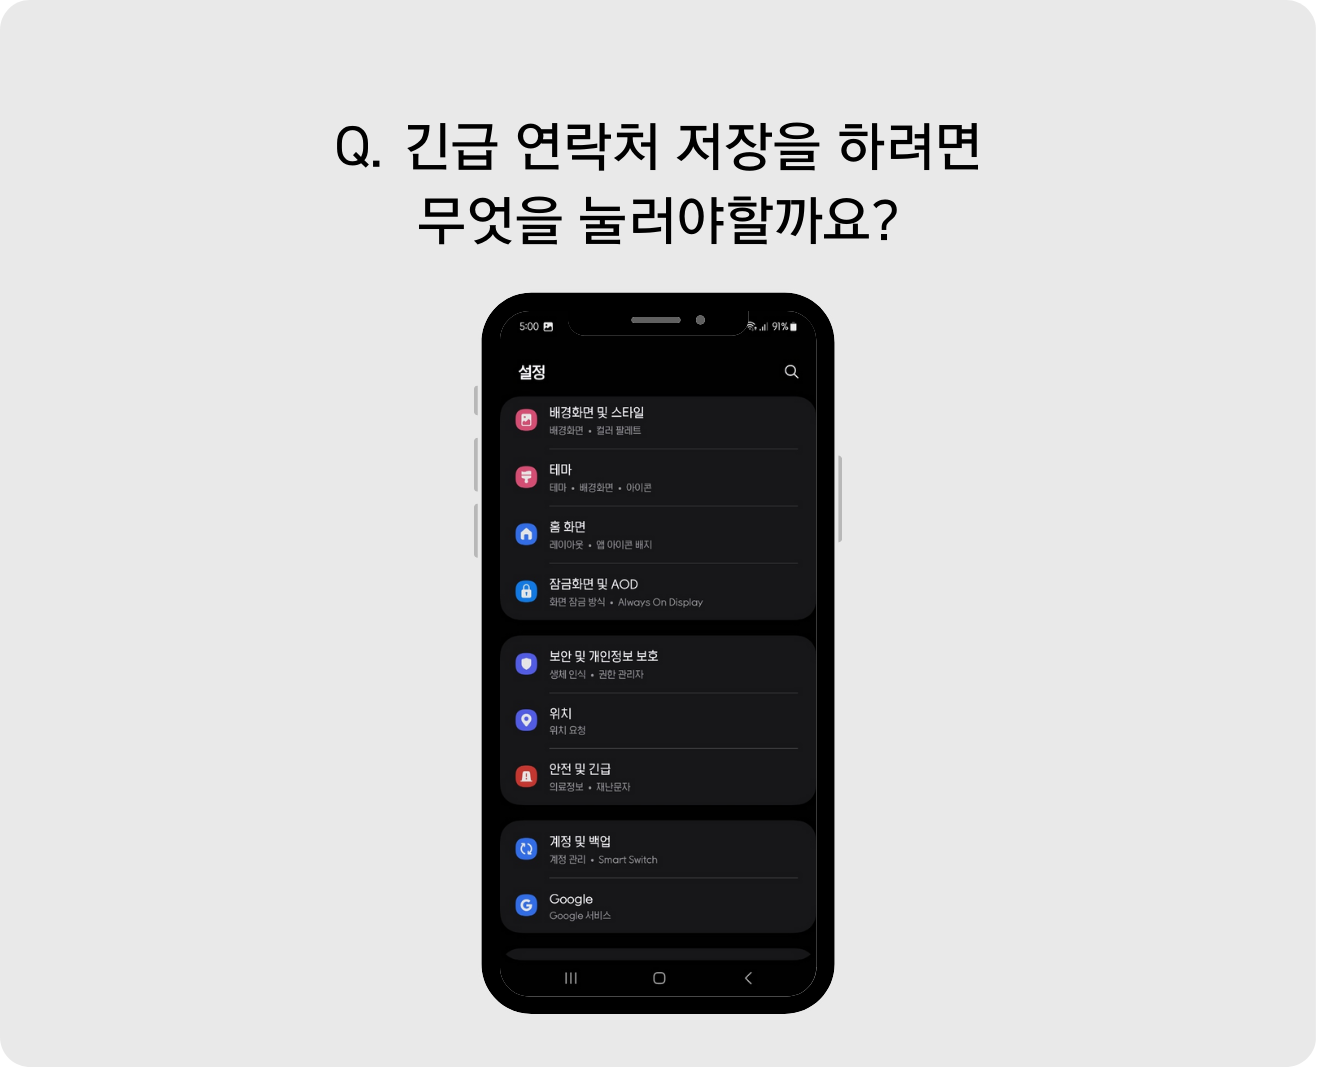 Q. 긴급 연락처 저장을 하려면
무엇을 눌러야할까요?
5:00 91%
설정
배경화면 및 스타일
배경화면 • 컬러 팔레트
테마
테마 • 배경화면 • 아이콘
홈 화면
레이아웃 • 앱 아이콘 배지
잠금화면 및 AOD
화면 잠금 방식 • Always On Display
보안 및 개인정보 보호
생체 인식 • 권한 관리자
위치
위치 요청
안전 및 긴급
의료정보 • 재난문자
계정 및 백업
계정 관리 • Smart Switch
Google
Google 서비스